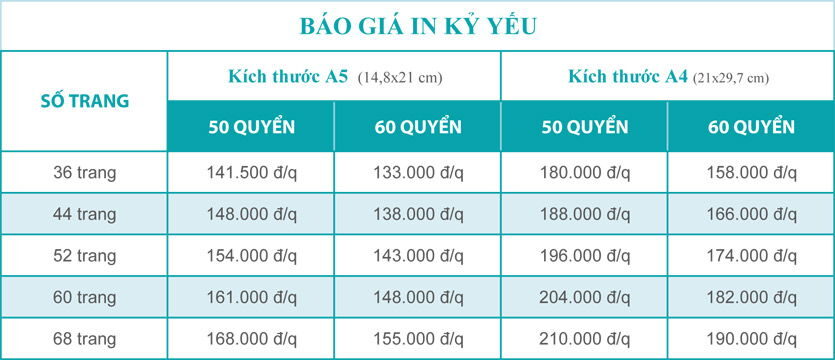 BÁO GIÁ IN KỶ YẾU
SỐ TRANG
Kích thước A5 (14,8x21 cm)
Kích thước A4 (21x29,7 cm)
50 QUYỂN 60 QUYỂN 50 QUYỂN 60 QUYỂN
36 trang 141.500 đ/q 133.000 đ/q 180.000 đ/q 158.000 đ/q
44 trang 148.000 đ/q 138.000 đ/q 188.000 đ/q 166.000 đ/q
52 trang 154.000 đ/q 143.000 đ/q 196.000 đ/q 174.000 đ/q
60 trang 161.000 đ/q 148.000 đ/q 204.000 đ/q 182.000 đ/q
68 trang 168.000 đ/q 155.000 đ/q 210.000 đ/q 190.000 đ/q